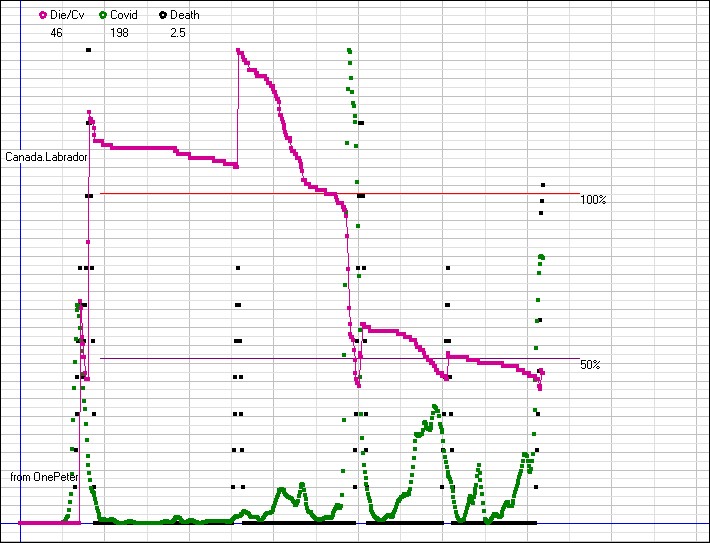 Die/Cv Covid Death
46 198 2.5
Canada.Labrador
100%
50%
from OnePeter